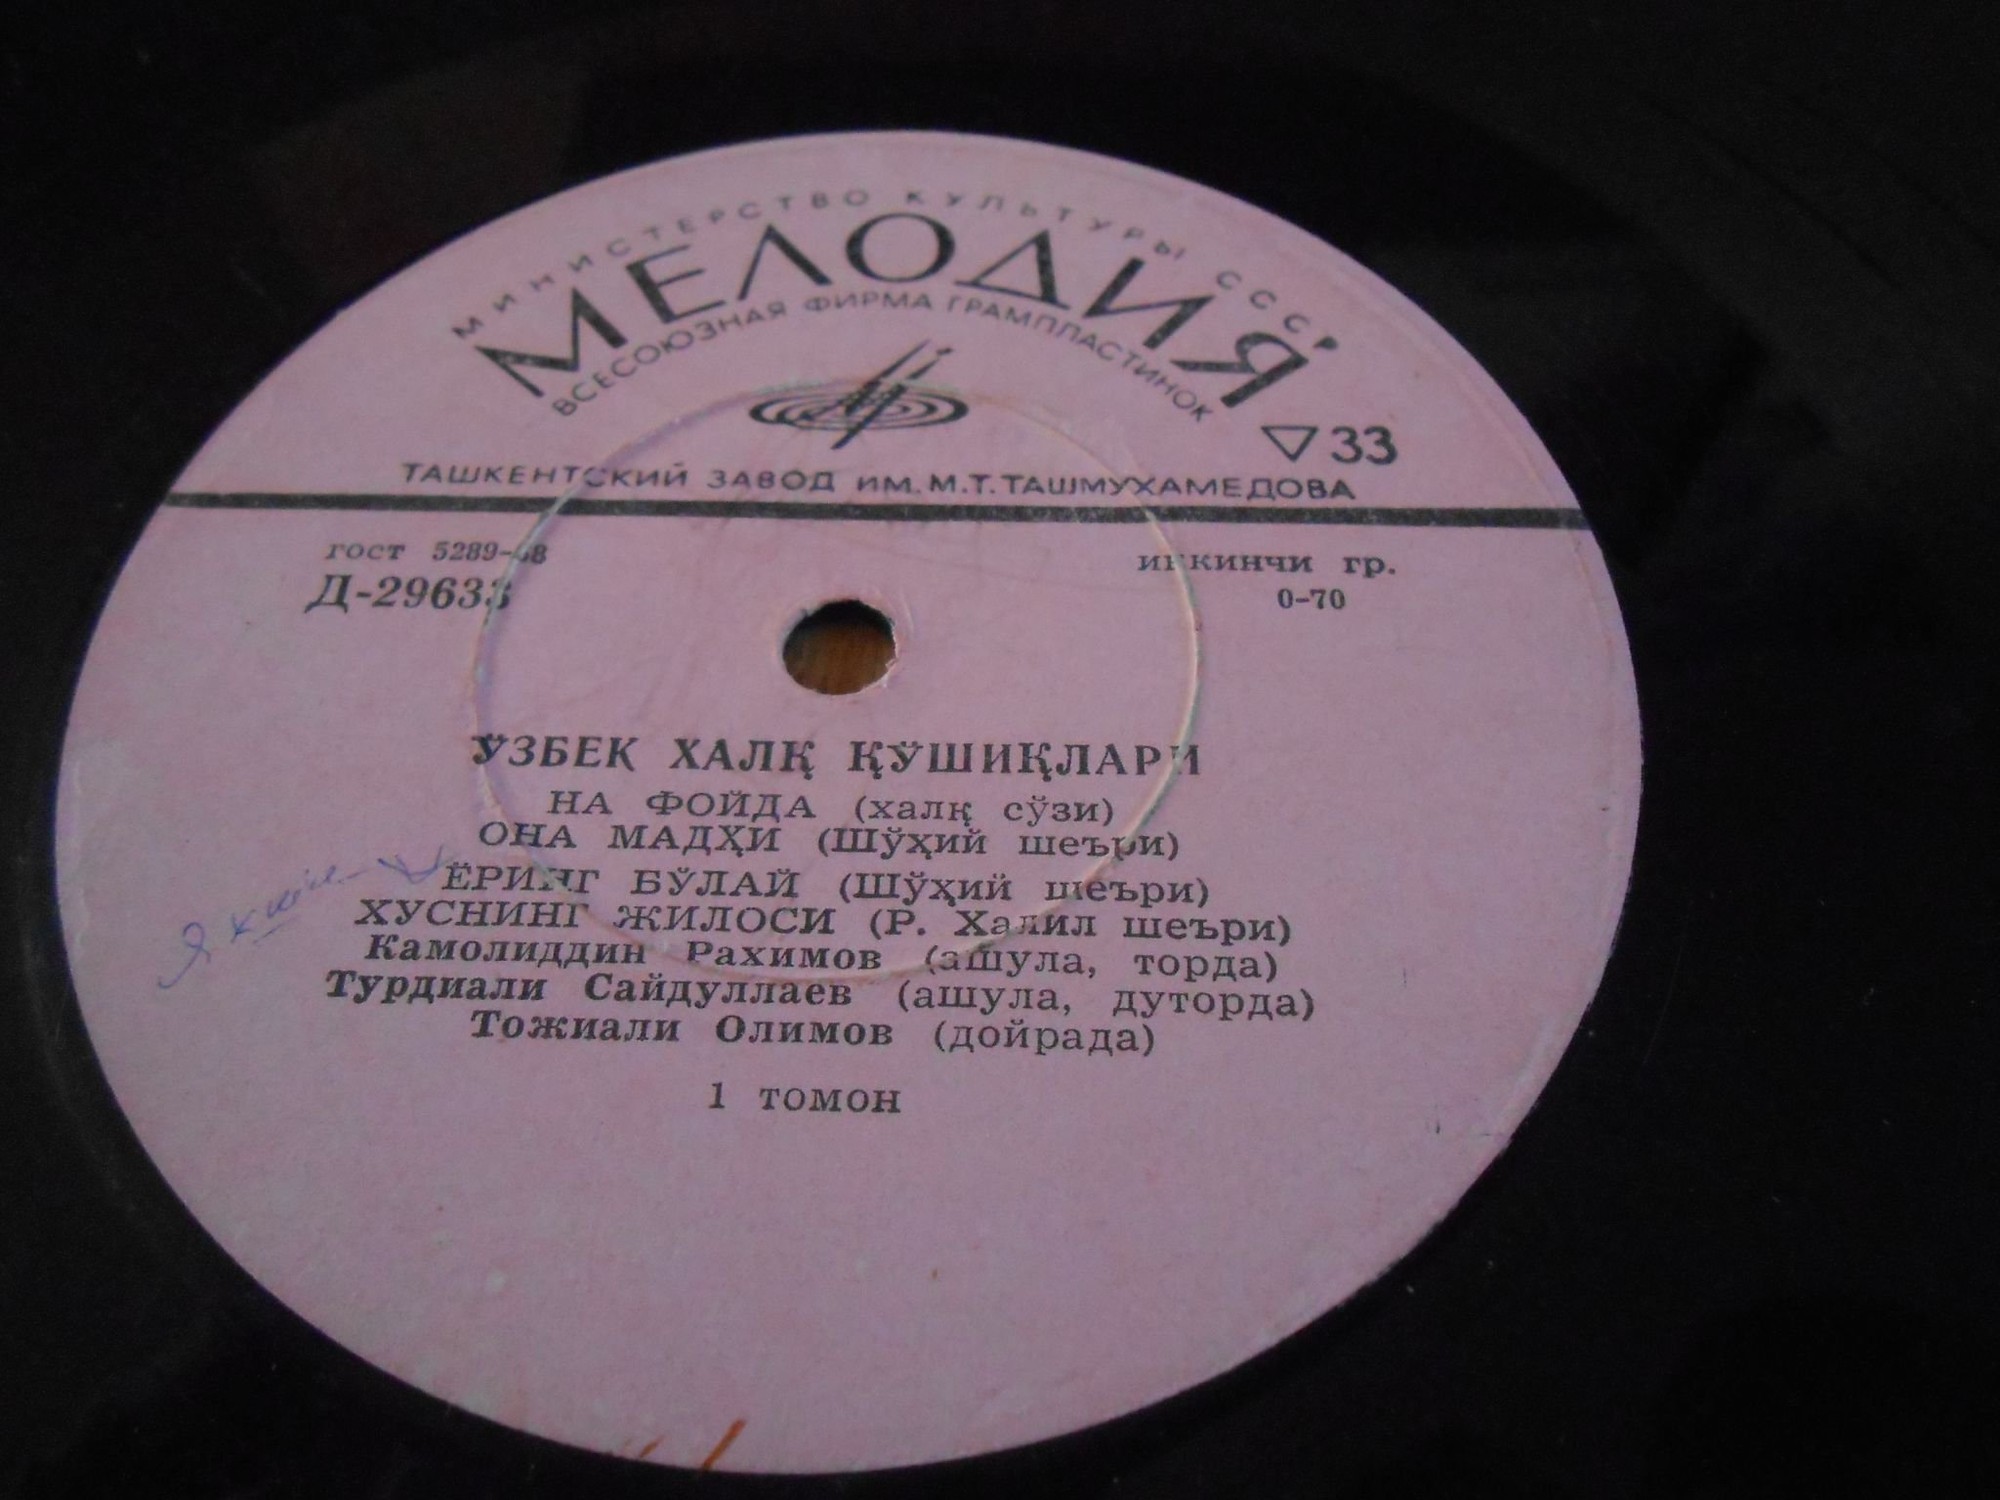 МИНИСТЕРСТВО КУЛЬТУРЫ СССР
МЕЛОДИЯ
ВСЕСОЮЗНАЯ ФИРМА ГРАМПЛАСТИНОК
▽33
ТАШКЕНТСКИЙ ЗАВОД ИМ. М.Т. ТАШМУХАМЕДОВА
гост 5289-68
иккинчи гр.
Д-29633
0-70
ЎЗБЕК ХАЛҚ ҚЎШИҚЛАРИ
НА ФОЙДА (халқ сўзи)
ОНА МАДҲИ (Шўҳий шеъри)
ЁРИНГ БЎЛАЙ (Шўҳий шеъри)
ХУСНИНГ ЖИЛОСИ (Р. Халил шеъри)
Камолиддин Рахимов (ашула, торда)
Турдиали Сайдуллаев (ашула, дуторда)
Тожиали Олимов (дойрада)
1 томон